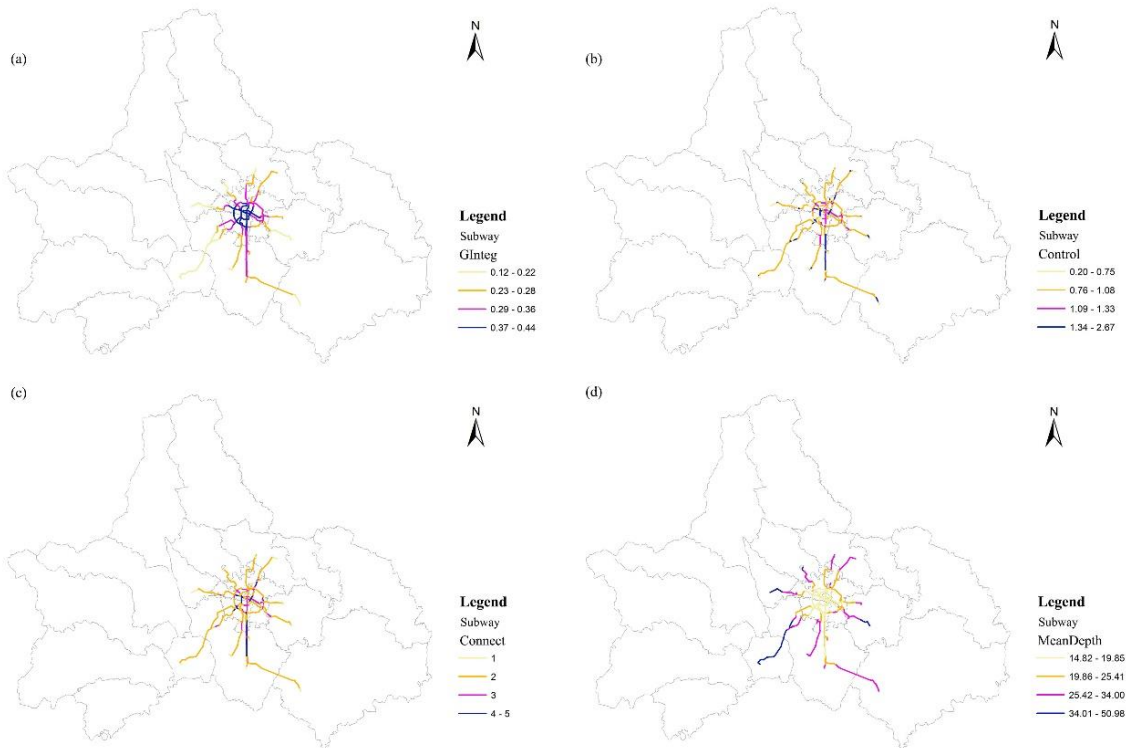 (a)
N
Legend
Subway
GInteg
0.12 - 0.22
0.23 - 0.28
0.29 - 0.36
0.37 - 0.44
(b)
N
Legend
Subway
Control
0.20 - 0.75
0.76 - 1.08
1.09 - 1.33
1.34 - 2.67
(c)
N
Legend
Subway
Connect
1
2
3
4 - 5
(d)
N
Legend
Subway
MeanDepth
14.82 - 19.85
19.86 - 25.41
25.42 - 34.00
34.01 - 50.98